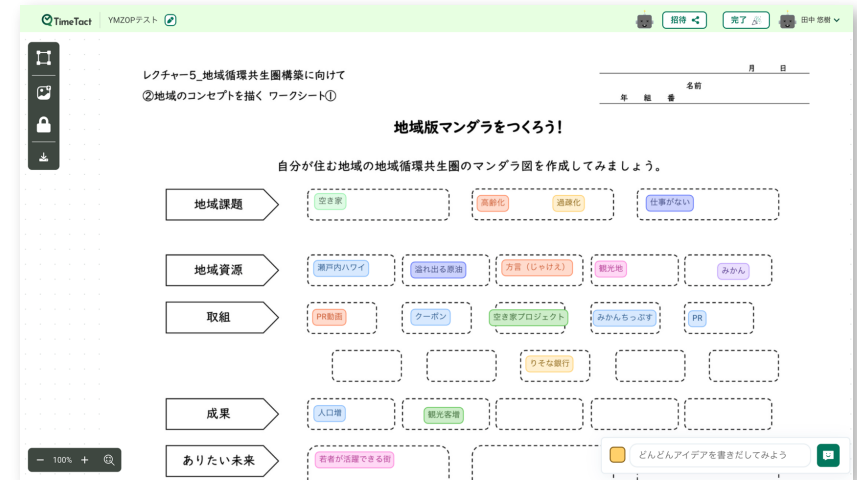 TimeTact YMZOPテスト 招待 完了 田中 悠樹
レクチャー5_地域循環共生圏構築に向けて
②地域のコンセプトを描く ワークシート①
月 日
名前
年 組 番
地域版マンダラをつくろう!
自分が住む地域の地域循環共生圏のマンダラ図を作成してみましょう。
地域課題 空き家 高齢化 過疎化 仕事がない
地域資源 瀬戸内ハワイ 溢れ出る原油 方言(じゃけえ) 観光地 みかん
取組 PR動画 クーポン 空き家プロジェクト みかんちっぷす PR
りそな銀行
成果 人口増 観光客増
ありたい未来 若者が活躍できる街
− 100% +
どんどんアイデアを書きだしてみよう